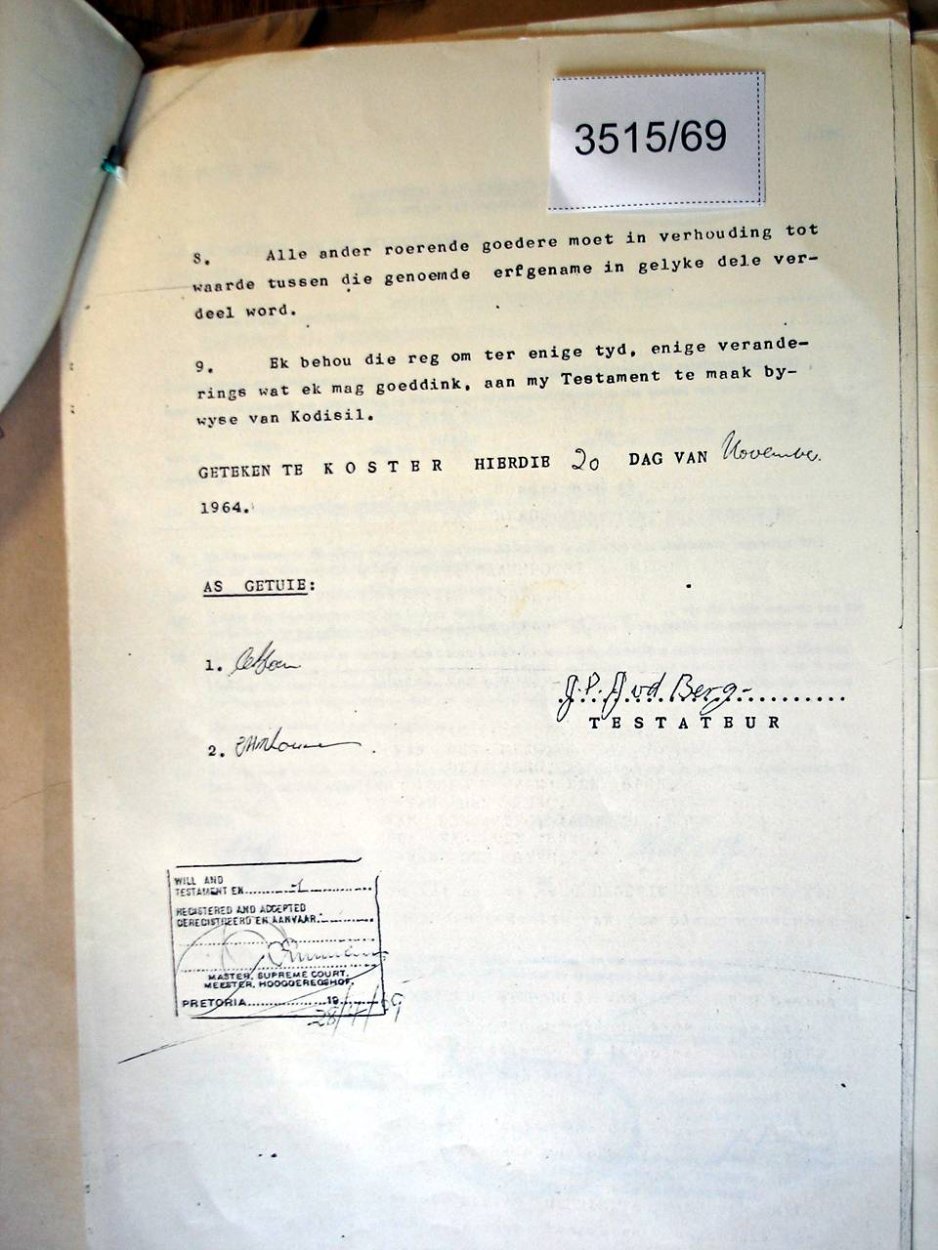 3515/69
8. Alle ander roerende goedere moet in verhouding tot
waarde tussen die genoemde erfgename in gelyke dele ver-
deel word.
9. Ek behou die reg om ter enige tyd, enige verande-
rings wat ek mag goeddink, aan my Testament te maak by-
wyse van Kodisil.
GETEKEN TE K O S T E R HIERDIE 20 DAG VAN November
1964.
AS GETUIE:
1.
J.P.J vd Berg
T E S T A T E U R
2.
WILL AND
TESTAMENT EN
REGISTERED AND ACCEPTED
GEREGISTREERD EN AANVAAR
MASTER, SUPREME COURT,
MEESTER, HOOGGEREGSHOF,
PRETORIA 19